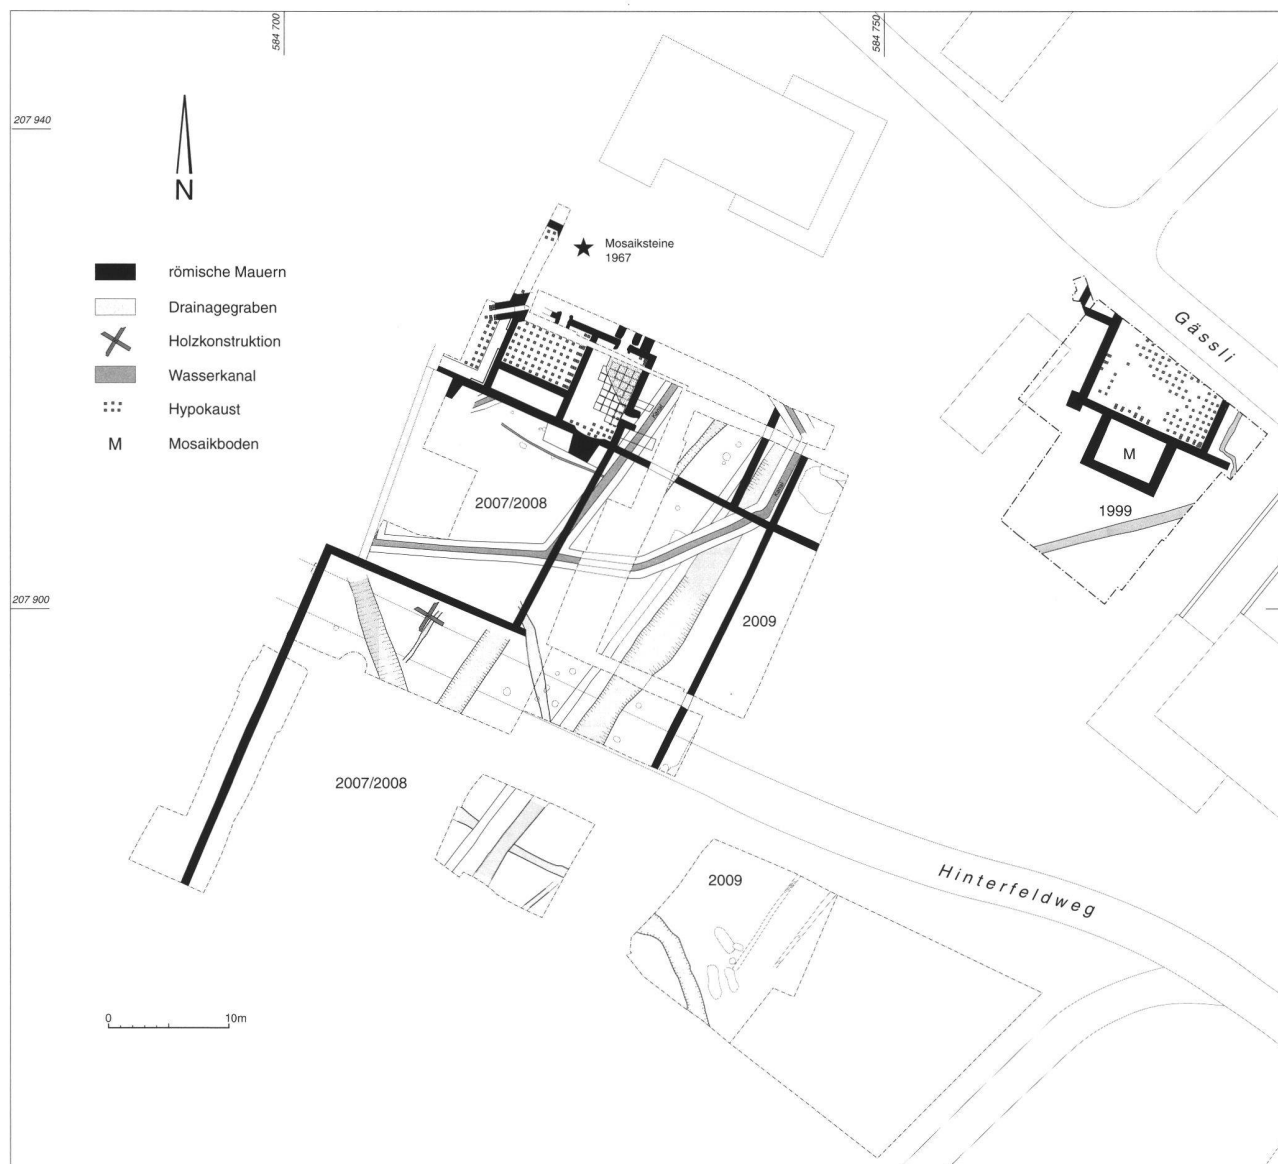 584 700
584 750
207 940
N
Mosaiksteine
1967
römische Mauern
Drainagegraben
Holzkonstruktion
Wasserkanal
Hypokaust
M Mosaikboden
Gässli
M
2007/2008
1999
207 900
2009
2007/2008
Hinterfeldweg
2009
0 10m